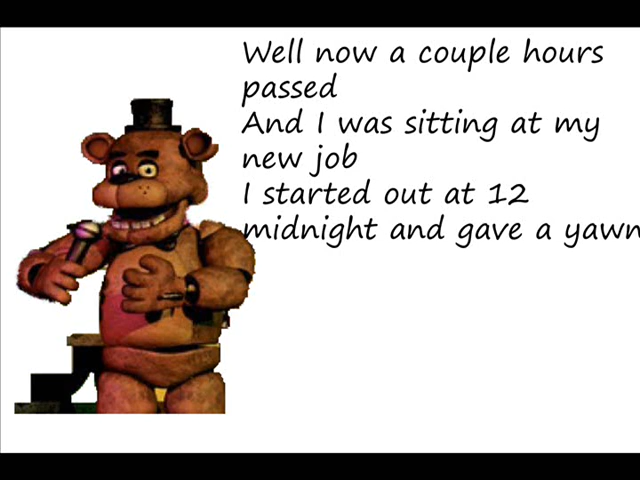 Well now a couple hours
passed
And I was sitting at my
new job
I started out at 12
midnight and gave a yawn